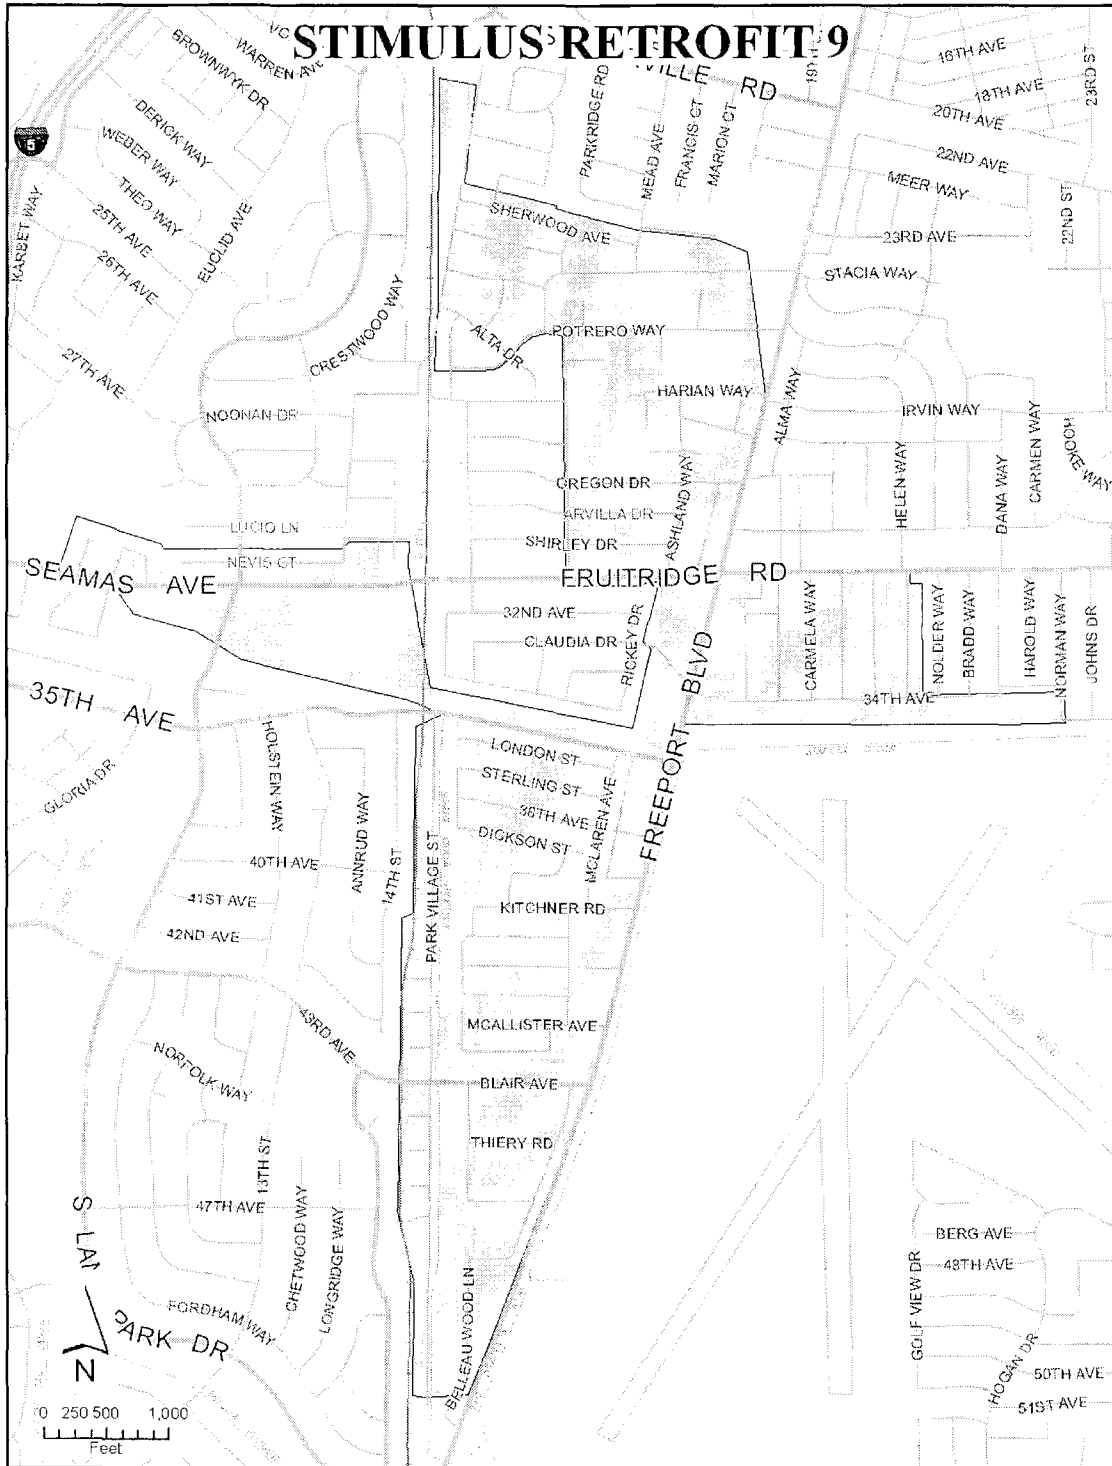 STIMULUS RETROFIT 9
WARREN AVE
BROWNWYK DR
VILLE RD
16TH AVE
18TH AVE
20TH AVE
23RD ST
5
DERICK WAY
WEBER WAY
THEO WAY
25TH AVE
26TH AVE
KARBET WAY
EUCLID AVE
PARKRIDGE RD
MEAD AVE
FRANCIS CT
MARION CT
22ND AVE
MEER WAY
22ND ST
SHERWOOD AVE
23RD AVE
STACIA WAY
27TH AVE
CRESTWOOD WAY
ALTA DR
POTRERO WAY
HARIAN WAY
ALMA WAY
IRVIN WAY
NOONAN DR
HELEN WAY
DANA WAY
CARMEN WAY
OREGON DR
ARVILLA DR
ASHLAND WAY
SHIRLEY DR
LUCIO LN
NEVIS CT
SEAMAS AVE
FRUITRIDGE RD
32ND AVE
CLAUDIA DR
RICKEY DR
CARMELA WAY
NOLDER WAY
BRADD WAY
HAROLD WAY
NORMAN WAY
JOHNS DR
34TH AVE
35TH AVE
FREEPORT BLVD
GLORIA DR
HOLSTEIN WAY
ANNRUD WAY
14TH ST
PARK VILLAGE ST
LONDON ST
STERLING ST
38TH AVE
DICKSON ST
MCLAREN AVE
40TH AVE
41ST AVE
42ND AVE
KITCHNER RD
43RD AVE
MCALLISTER AVE
BLAIR AVE
THIERY RD
NORFOLK WAY
13TH ST
47TH AVE
CHETWOOD WAY
LONGRIDGE WAY
FORDHAM WAY
PARK DR
BELLEAU WOOD LN
BERG AVE
48TH AVE
GOLF VIEW DR
HOGAN DR
50TH AVE
51ST AVE
N
0 250 500 1,000
Feet